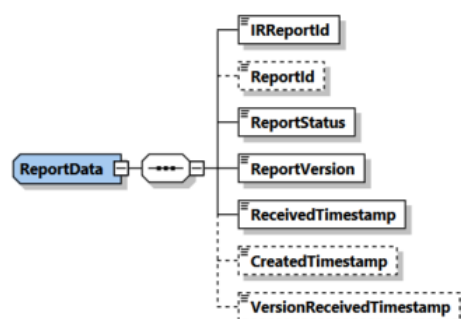 IRReportId
ReportId
ReportStatus
ReportData
ReportVersion
ReceivedTimestamp
CreatedTimestamp
VersionReceivedTimestamp